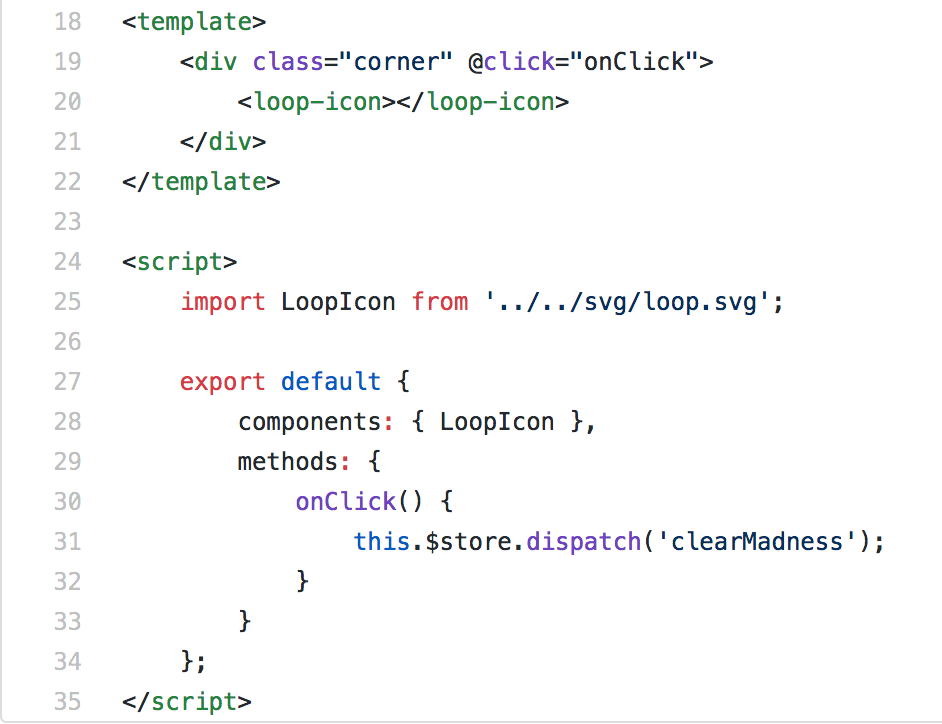 18 <template>
19     <div class="corner" @click="onClick">
20         <loop-icon></loop-icon>
21     </div>
22 </template>
23
24 <script>
25     import LoopIcon from '../../svg/loop.svg';
26
27     export default {
28         components: { LoopIcon },
29         methods: {
30             onClick() {
31                 this.$store.dispatch('clearMadness');
32             }
33         }
34     };
35 </script>